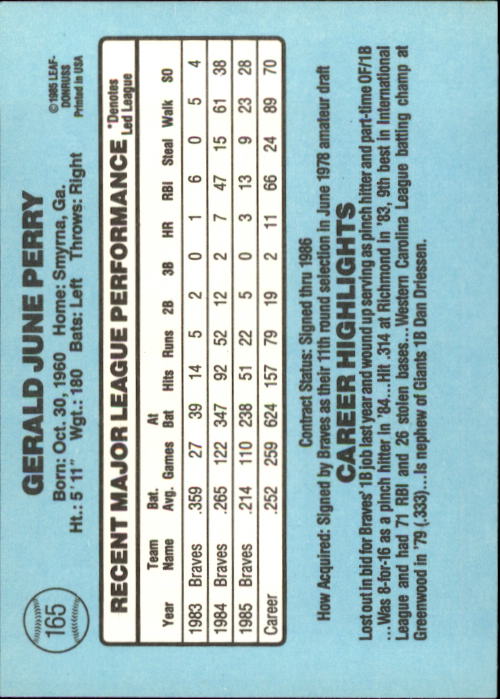 165
GERALD JUNE PERRY
Born: Oct. 30, 1960 Home: Smyrna, Ga.
Ht.: 5' 11" Wgt.: 180 Bats: Left Throws: Right
©1985 LEAF-
DONRUSS
Printed in USA
RECENT MAJOR LEAGUE PERFORMANCE *Denotes
Led League
Year Team Name Bat. Avg. Games At Bat Hits Runs 2B 3B HR RBI Steal Walk SO
1983 Braves .359 27 39 14 5 2 0 1 6 0 5 4
1984 Braves .265 122 347 92 52 12 2 7 47 15 61 38
1985 Braves .214 110 238 51 22 5 0 3 13 9 23 28
Career .252 259 624 157 79 19 2 11 66 24 89 70
Contract Status: Signed thru 1986
How Acquired: Signed by Braves as their 11th round selection in June 1978 amateur draft
CAREER HIGHLIGHTS
Lost out in bid for Braves' 1B job last year and wound up serving as pinch hitter and part-time OF/1B
...Was 8-for-16 as a pinch hitter in '84...Hit .314 at Richmond in '83, 9th best in International
League and had 71 RBI and 26 stolen bases...Western Carolina League batting champ at
Greenwood in '79 (.333)...Is nephew of Giants 1B Dan Driessen.